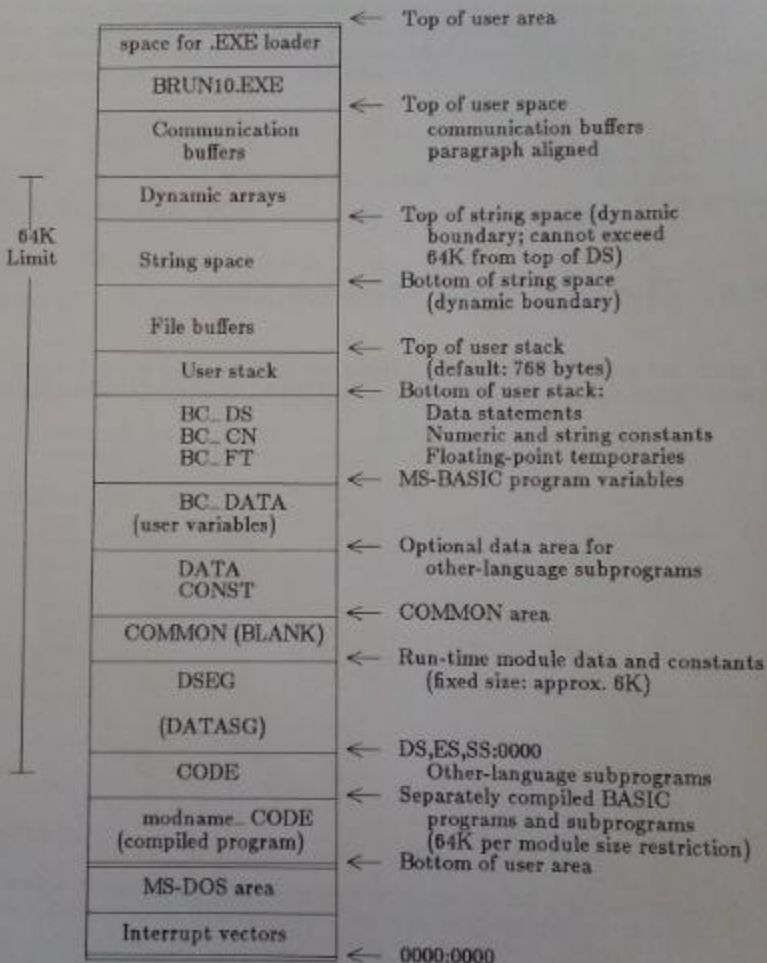 Top of user area
space for .EXE loader
BRUN10.EXE
Top of user space
communication buffers
paragraph aligned
Communication
buffers
Dynamic arrays
64K
Limit
Top of string space (dynamic
boundary; cannot exceed
64K from top of DS)
String space
Bottom of string space
(dynamic boundary)
File buffers
Top of user stack
(default: 768 bytes)
User stack
Bottom of user stack:
Data statements
Numeric and string constants
Floating-point temporaries
BC_DS
BC_CN
BC_FT
MS-BASIC program variables
BC_DATA
(user variables)
Optional data area for
other-language subprograms
DATA
CONST
COMMON area
COMMON (BLANK)
Run-time module data and constants
(fixed size: approx. 6K)
DSEG
(DATASG)
DS,ES,SS:0000
Other-language subprograms
CODE
Separately compiled BASIC
programs and subprograms
(64K per module size restriction)
modname_CODE
(compiled program)
Bottom of user area
MS-DOS area
Interrupt vectors
0000:0000